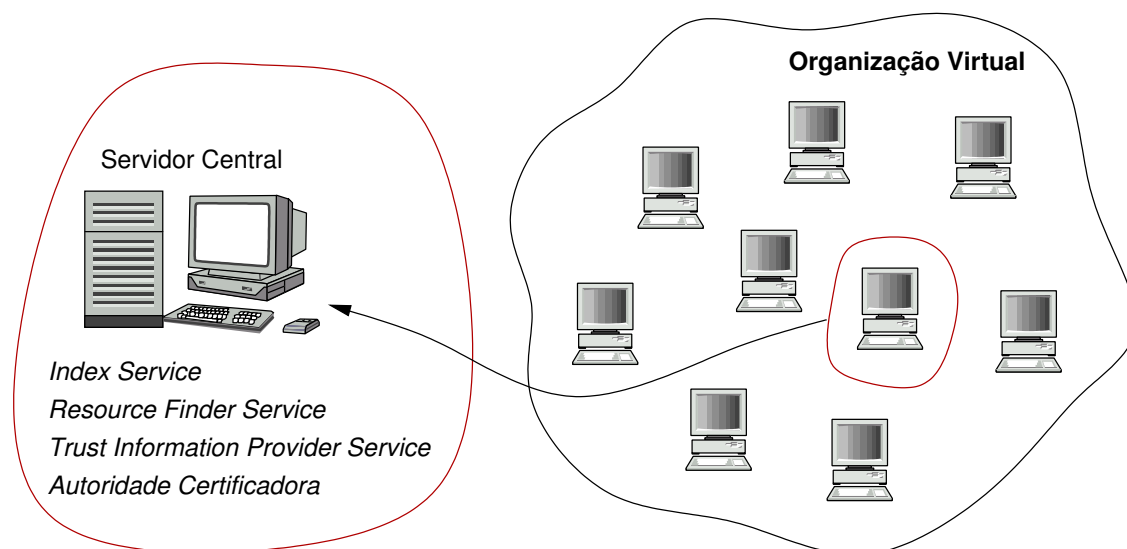 Organização Virtual
Servidor Central
Index Service
Resource Finder Service
Trust Information Provider Service
Autoridade Certificadora